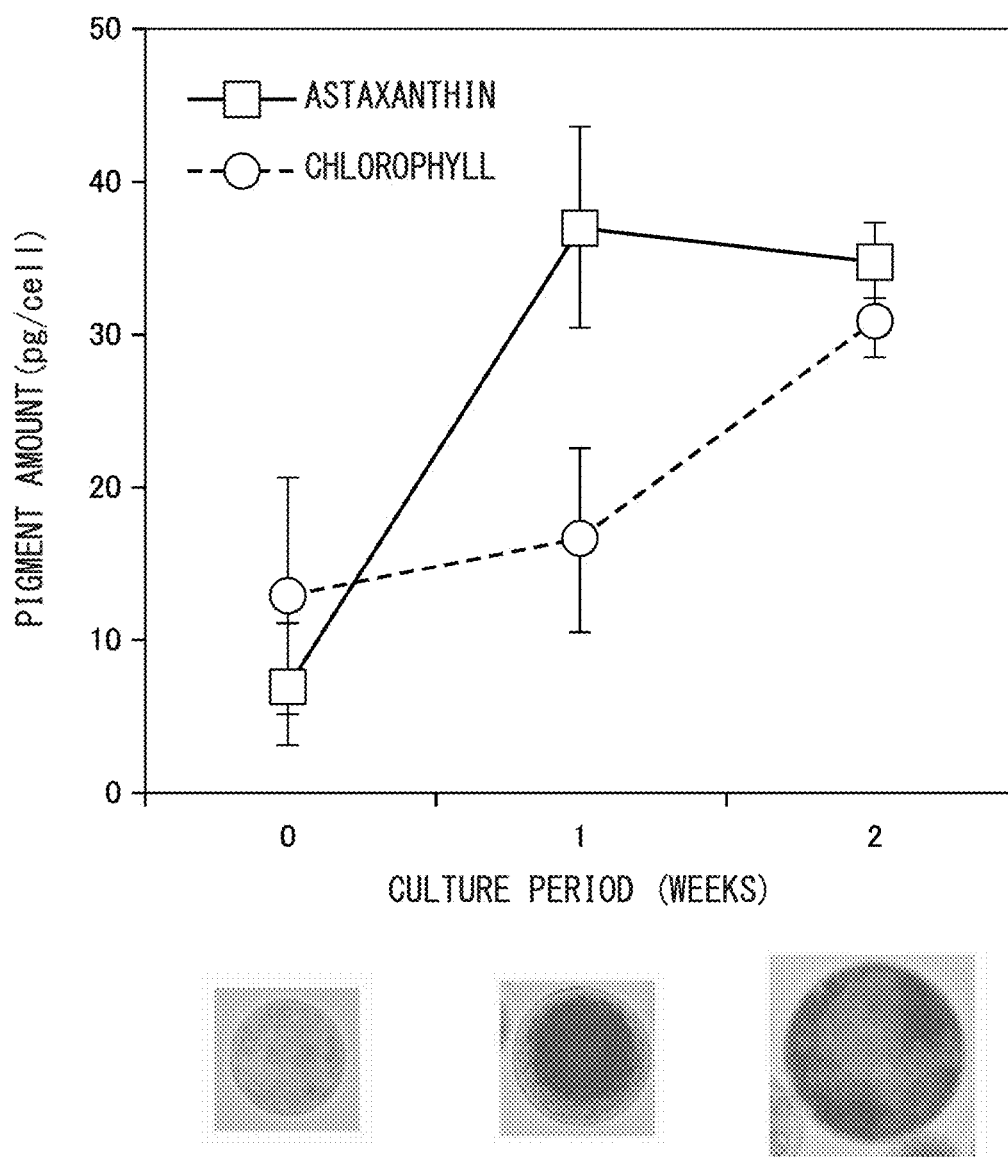 50
40
30
20
10
0
ASTAXANTHIN
CHLOROPHYLL
PIGMENT AMOUNT(pg/cell)
0 1 2
CULTURE PERIOD (WEEKS)